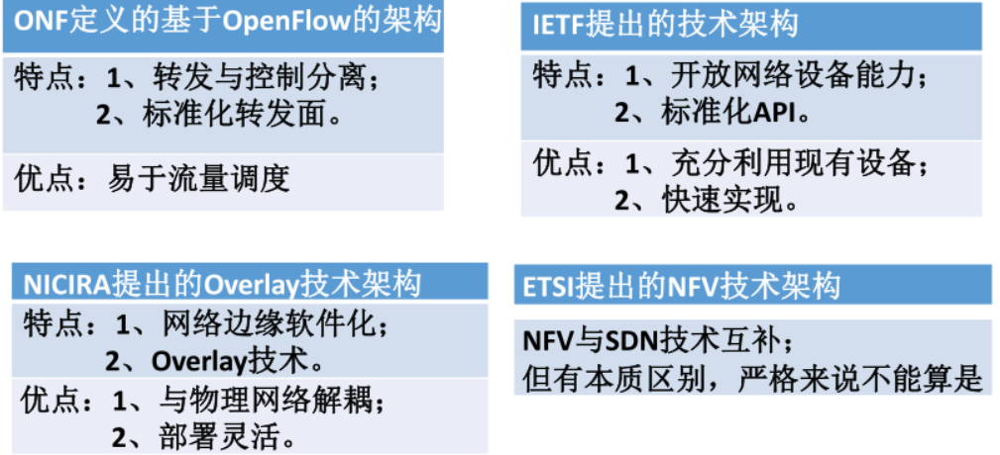 ONF定义的基于OpenFlow的架构
特点：1、转发与控制分离；
2、标准化转发面。
优点：易于流量调度
IETF提出的技术架构
特点：1、开放网络设备能力；
2、标准化API。
优点：1、充分利用现有设备；
2、快速实现。
NICIRA提出的Overlay技术架构
特点：1、网络边缘软件化；
2、Overlay技术。
优点：1、与物理网络解耦；
2、部署灵活。
ETSI提出的NFV技术架构
NFV与SDN技术互补；
但有本质区别，严格来说不能算是